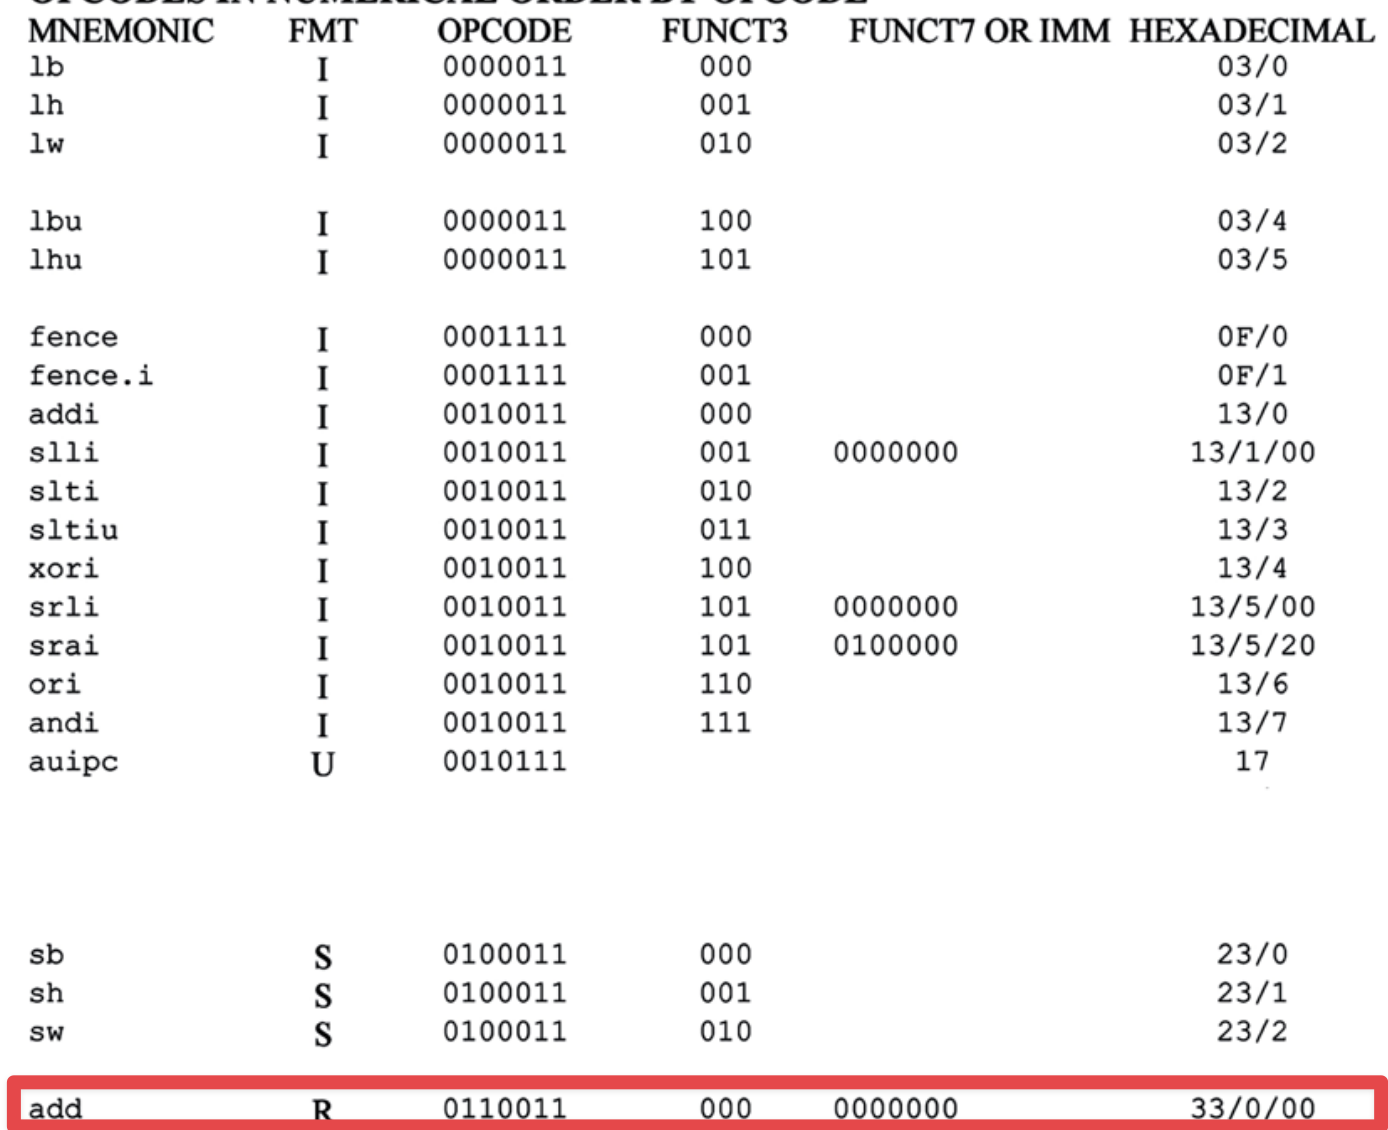 OPCODES IN NUMERICAL ORDER BY OPCODE
MNEMONIC FMT OPCODE FUNCT3 FUNCT7 OR IMM HEXADECIMAL
lb I 0000011 000 03/0
lh I 0000011 001 03/1
lw I 0000011 010 03/2
lbu I 0000011 100 03/4
lhu I 0000011 101 03/5
fence I 0001111 000 0F/0
fence.i I 0001111 001 0F/1
addi I 0010011 000 13/0
slli I 0010011 001 0000000 13/1/00
slti I 0010011 010 13/2
sltiu I 0010011 011 13/3
xori I 0010011 100 13/4
srli I 0010011 101 0000000 13/5/00
srai I 0010011 101 0100000 13/5/20
ori I 0010011 110 13/6
andi I 0010011 111 13/7
auipc U 0010111 17
sb S 0100011 000 23/0
sh S 0100011 001 23/1
sw S 0100011 010 23/2
add R 0110011 000 0000000 33/0/00